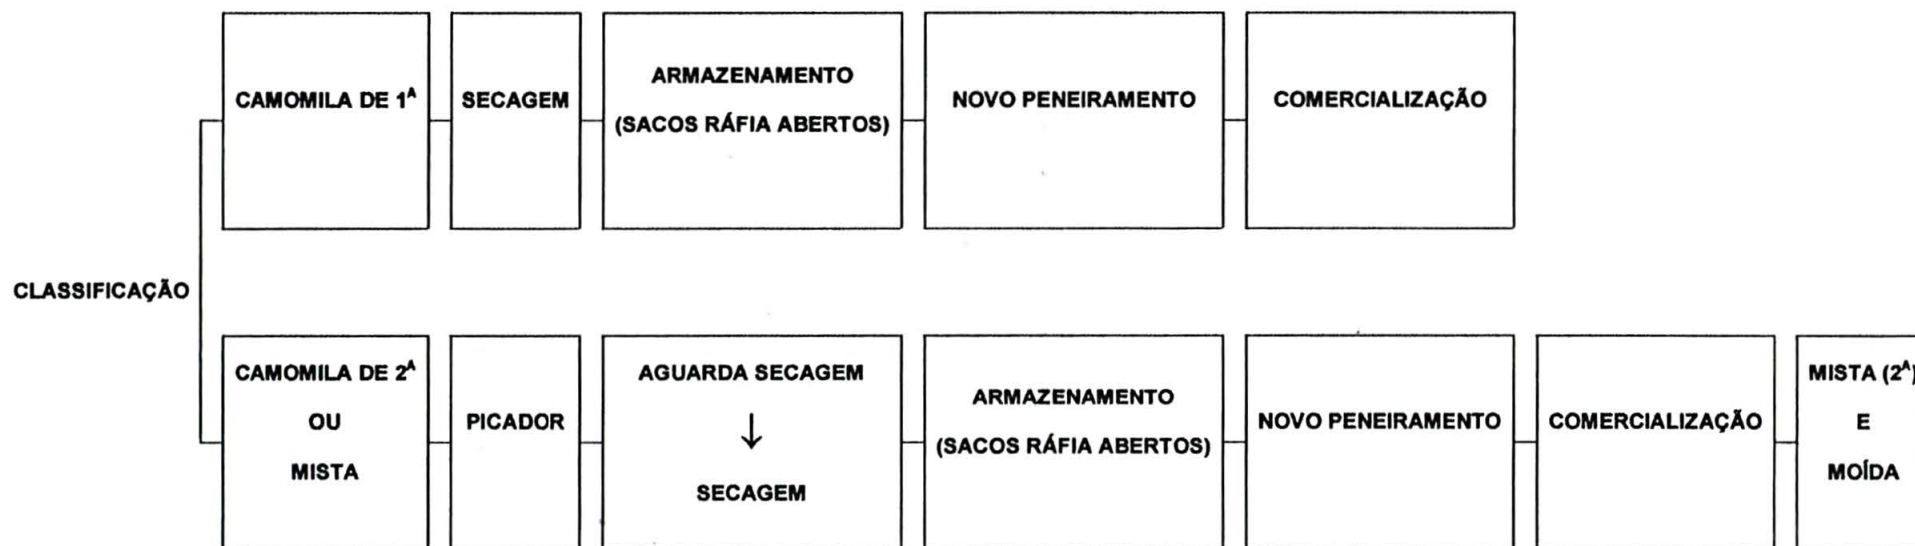 CAMOMILA DE 1ᴬ
SECAGEM
ARMAZENAMENTO
(SACOS RÁFIA ABERTOS)
NOVO PENEIRAMENTO
COMERCIALIZAÇÃO
CLASSIFICAÇÃO
CAMOMILA DE 2ᴬ
OU
MISTA
PICADOR
AGUARDA SECAGEM
↓
SECAGEM
ARMAZENAMENTO
(SACOS RÁFIA ABERTOS)
NOVO PENEIRAMENTO
COMERCIALIZAÇÃO
MISTA (2ᴬ)
E
MOÍDA